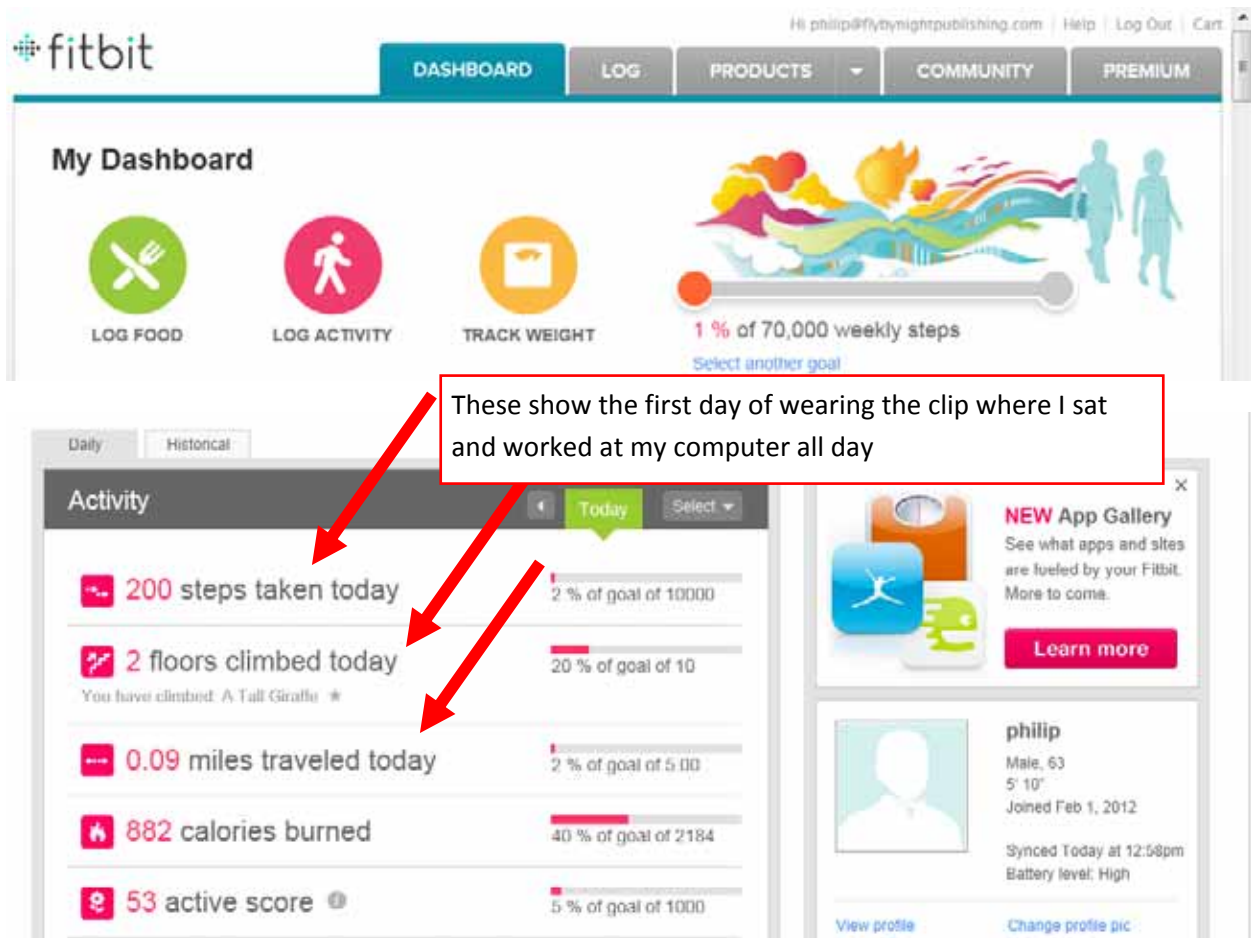 Hi philip@flybynightpublishing.com | Help | Log Out | Cart
fitbit
DASHBOARD LOG PRODUCTS COMMUNITY PREMIUM
My Dashboard
LOG FOOD LOG ACTIVITY TRACK WEIGHT
1 % of 70,000 weekly steps
Select another goal
These show the first day of wearing the clip where I sat
and worked at my computer all day
Daily Historical
Activity
Today Select
200 steps taken today
2 % of goal of 10000
2 floors climbed today
20 % of goal of 10
You have climbed: A Tall Giraffe
0.09 miles traveled today
2 % of goal of 5.00
882 calories burned
40 % of goal of 2184
53 active score
5 % of goal of 1000
NEW App Gallery
See what apps and sites
are fueled by your Fitbit.
More to come.
Learn more
philip
Male, 63
5' 10"
Joined Feb 1, 2012
Synced Today at 12:58pm
Battery level: High
View profile Change profile pic